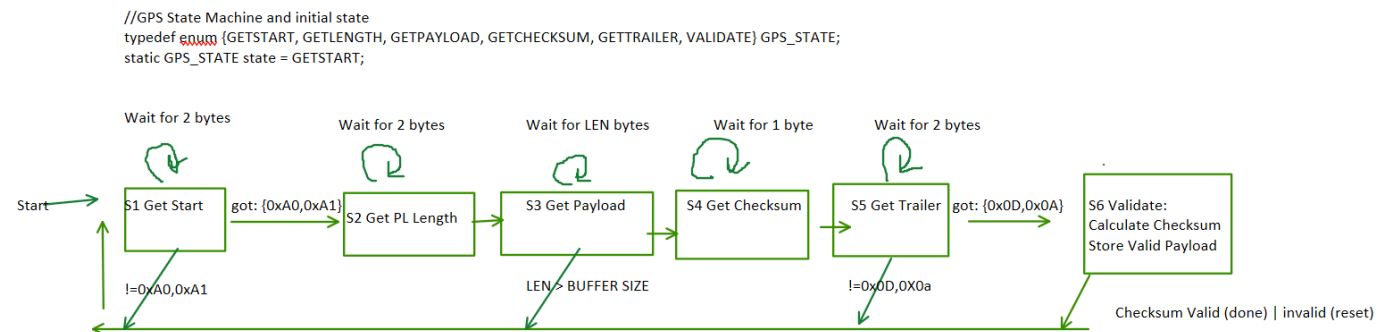 //GPS State Machine and initial state
typedef enum {GETSTART, GETLENGTH, GETPAYLOAD, GETCHECKSUM, GETTRAILER, VALIDATE} GPS_STATE;
static GPS_STATE state = GETSTART;
Wait for 2 bytes
Wait for 2 bytes
Wait for LEN bytes
Wait for 1 byte
Wait for 2 bytes
Start
S1 Get Start
got: {0xA0,0xA1}
S2 Get PL Length
S3 Get Payload
S4 Get Checksum
S5 Get Trailer
got: {0x0D,0x0A}
S6 Validate:
Calculate Checksum
Store Valid Payload
!=0xA0,0xA1
LEN > BUFFER SIZE
!=0x0D,0X0a
Checksum Valid (done) | invalid (reset)